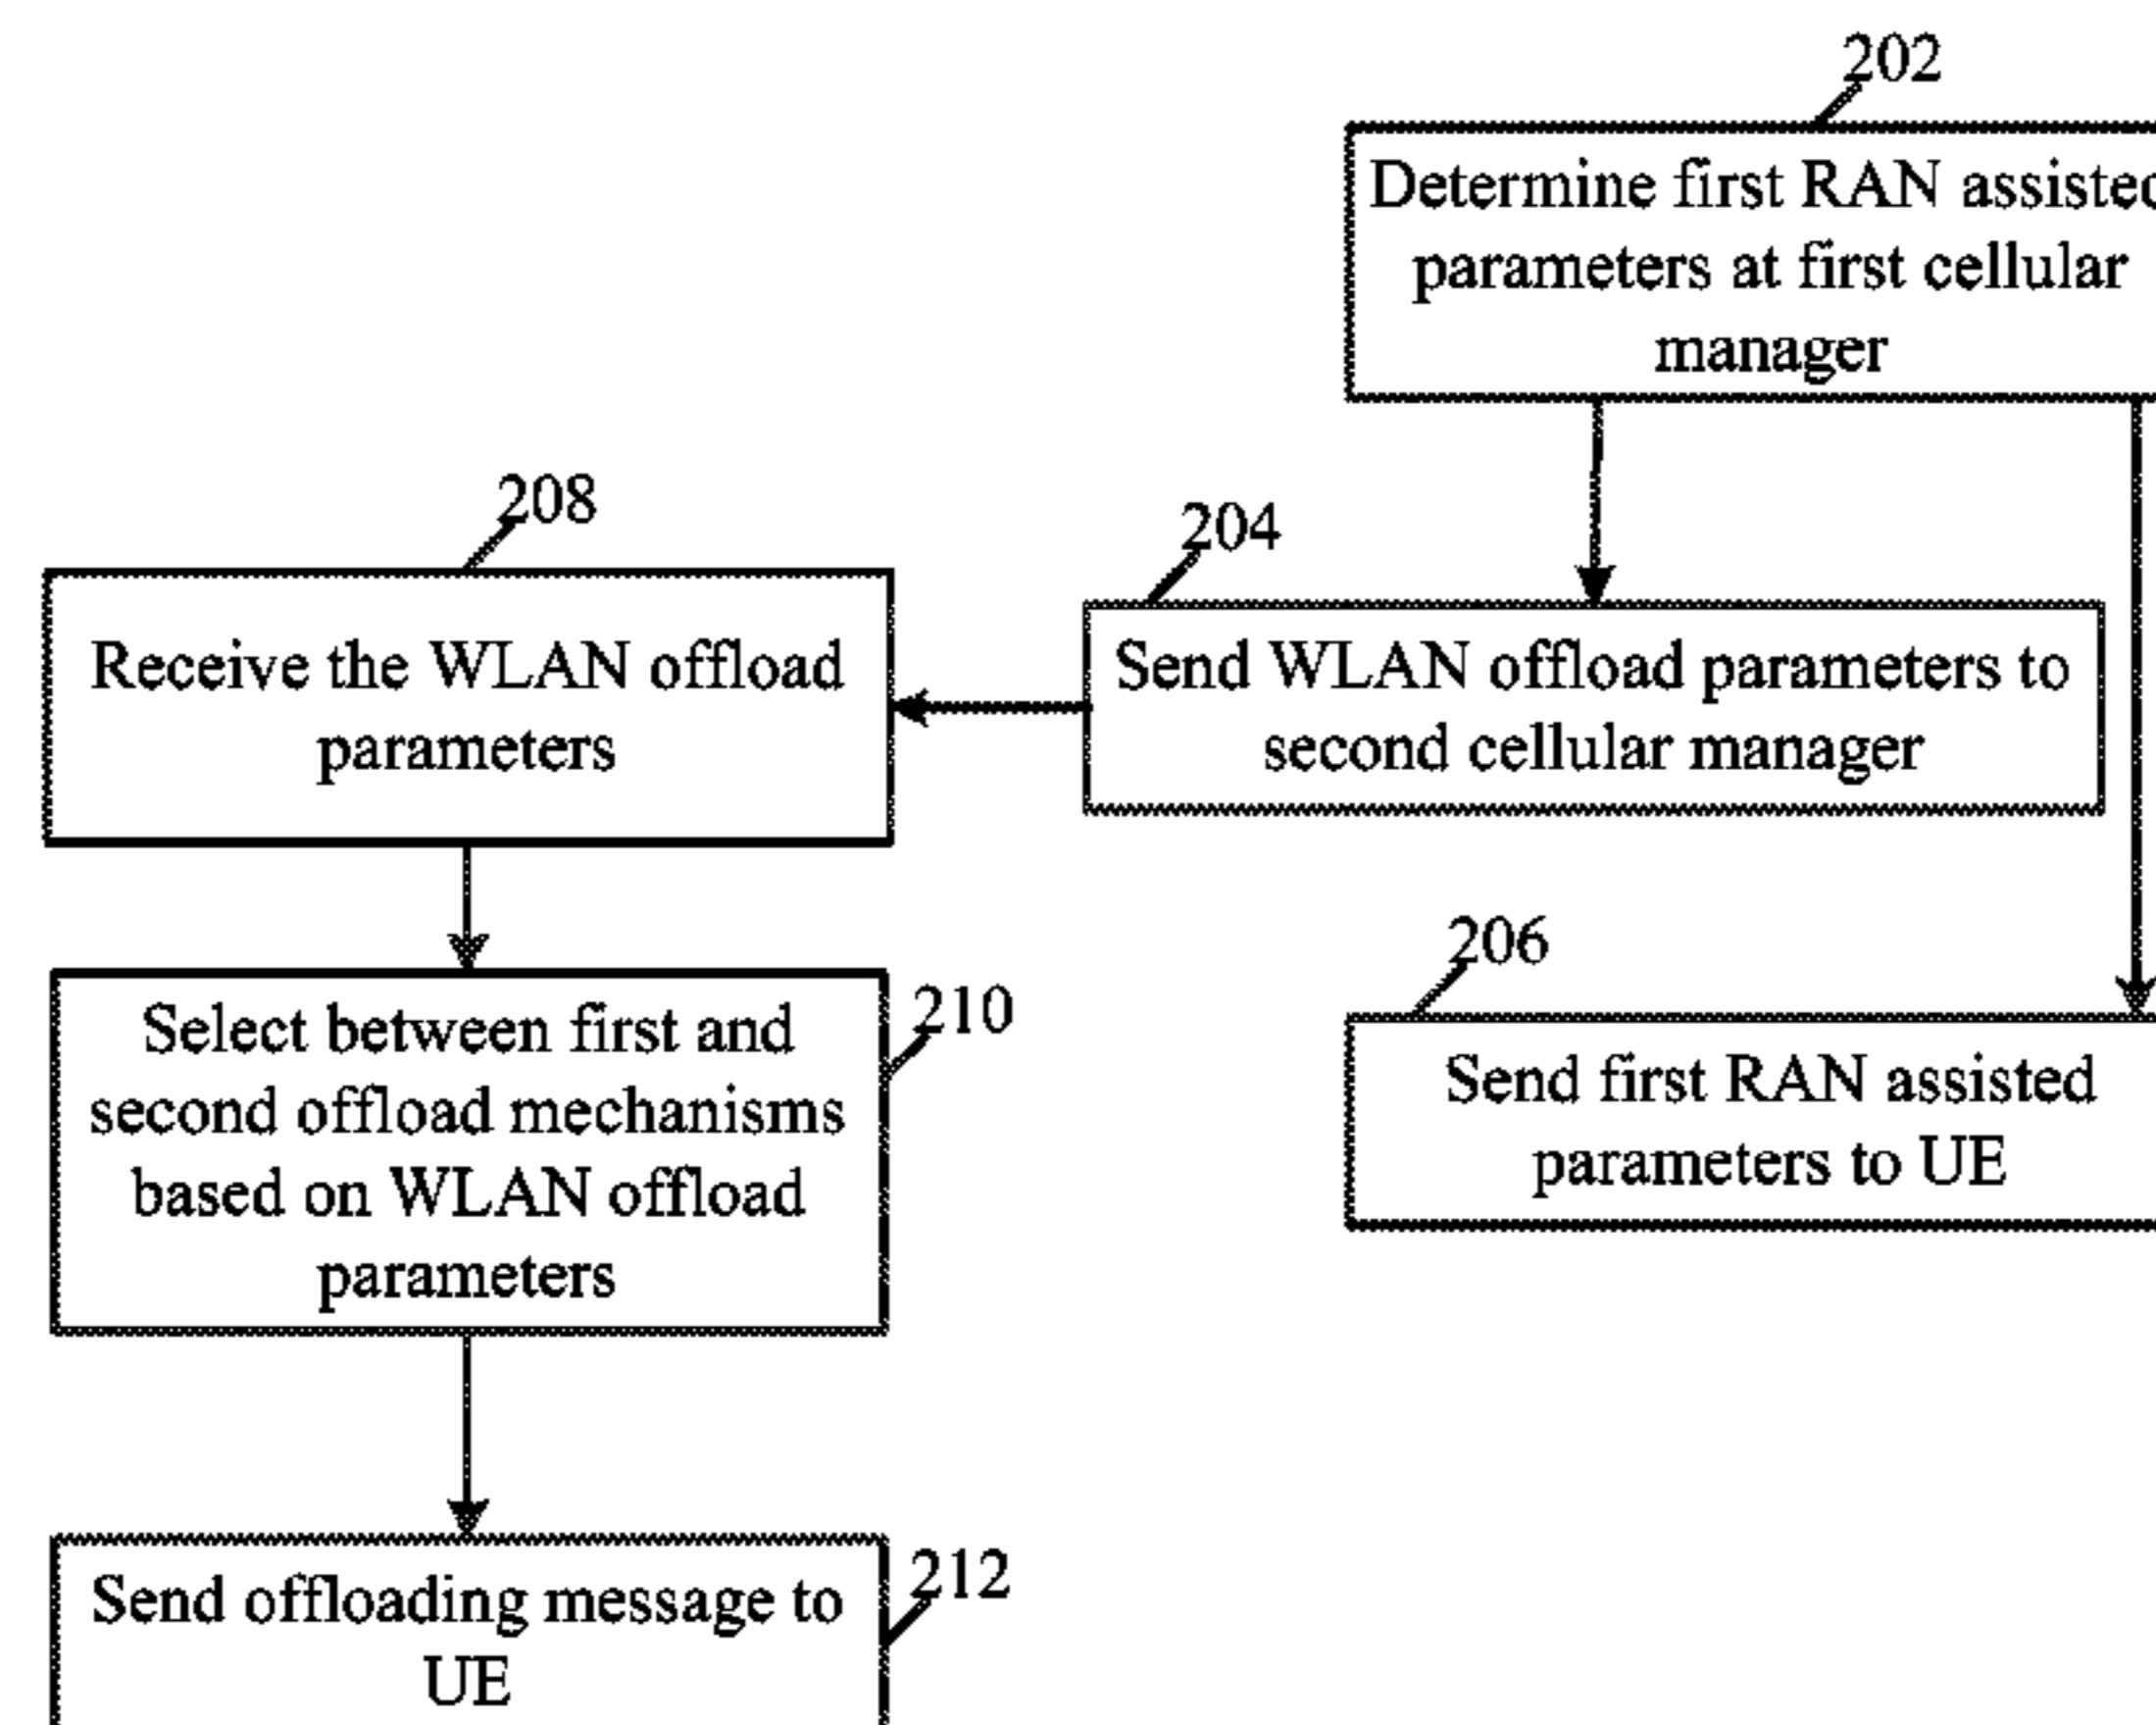 202
Determine first RAN assisted
parameters at first cellular
manager
208
204
Receive the WLAN offload
parameters
Send WLAN offload parameters to
second cellular manager
206
Send first RAN assisted
parameters to UE
210
Select between first and
second offload mechanisms
based on WLAN offload
parameters
212
Send offloading message to
UE